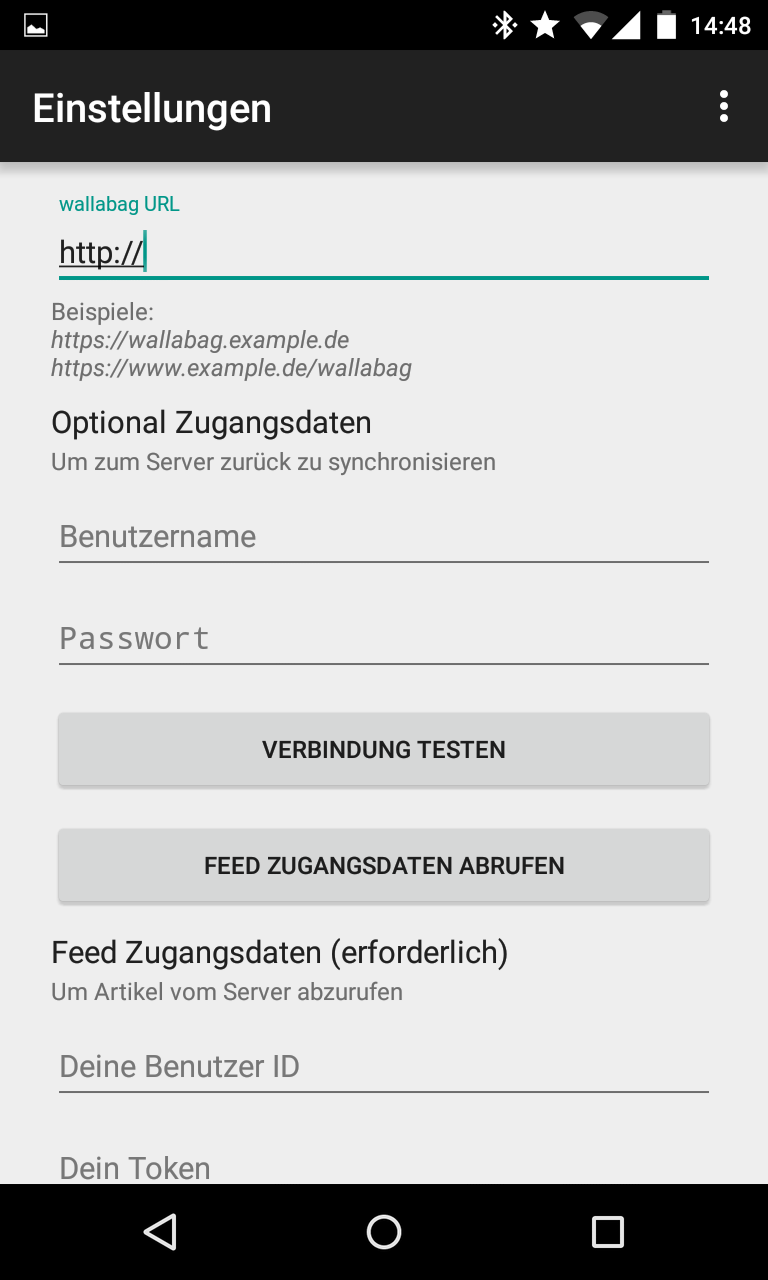 14:48
Einstellungen
wallabag URL
http://
Beispiele:
https://wallabag.example.de
https://www.example.de/wallabag
Optional Zugangsdaten
Um zum Server zurück zu synchronisieren
Benutzername
Passwort
VERBINDUNG TESTEN
FEED ZUGANGSDATEN ABRUFEN
Feed Zugangsdaten (erforderlich)
Um Artikel vom Server abzurufen
Deine Benutzer ID
Dein Token